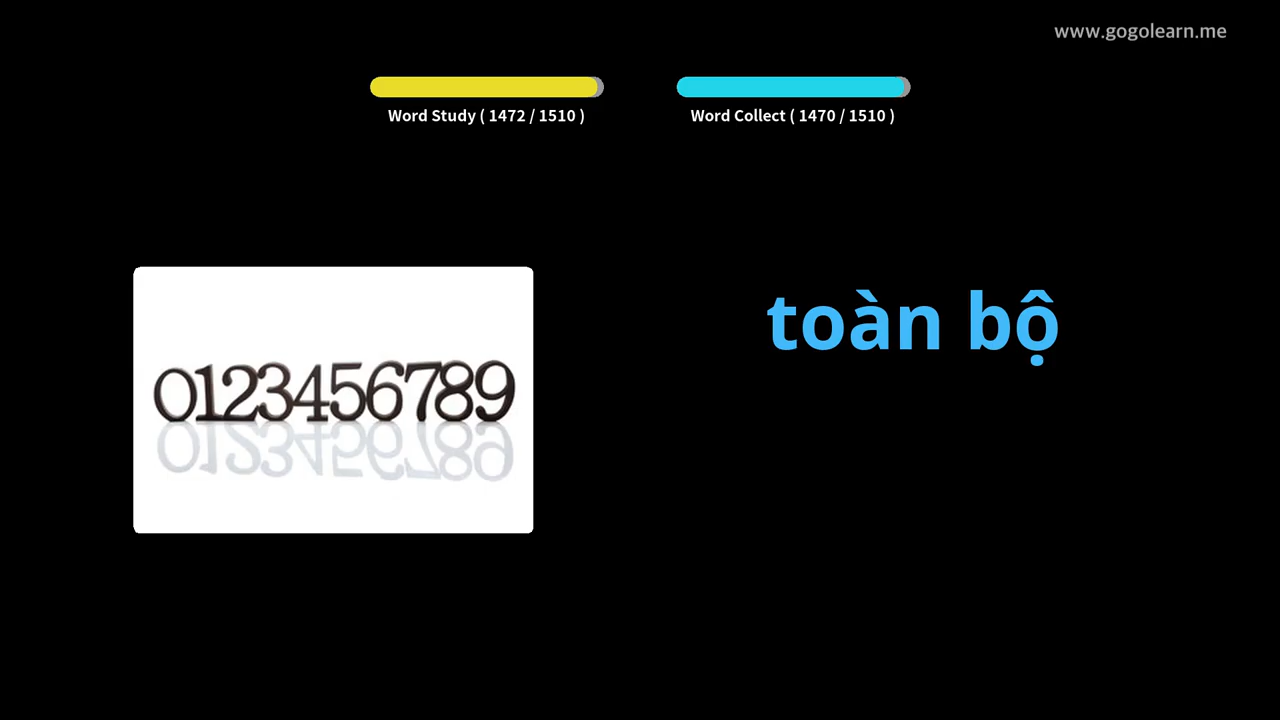 www.gogolearn.me
Word Study ( 1472 / 1510 )
Word Collect ( 1470 / 1510 )
toàn bộ
0123456789